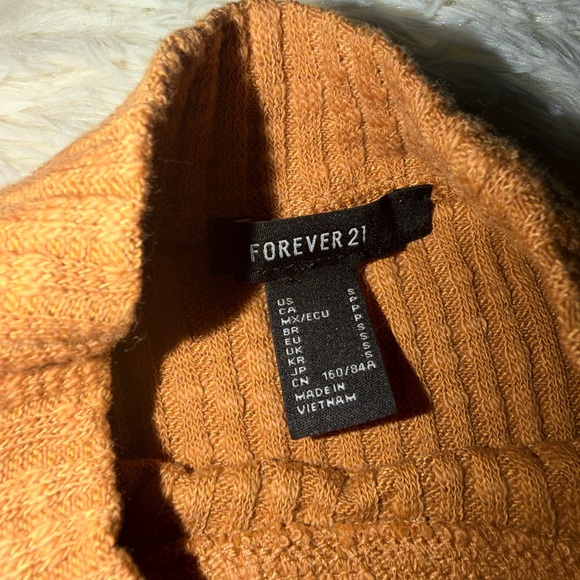 FOREVER 21
US S
CA P
MX/ECU P
BR P
EU S
UK S
KR S
JP S
CN 160/84A
MADE IN
VIETNAM